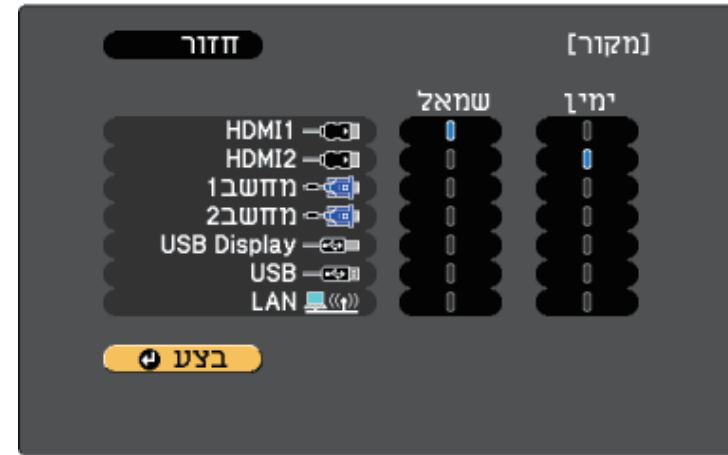 [מקור]
חזור
ימין
שמאל
HDMI1
HDMI2
מחשב1
מחשב2
USB Display
USB
LAN
בצע